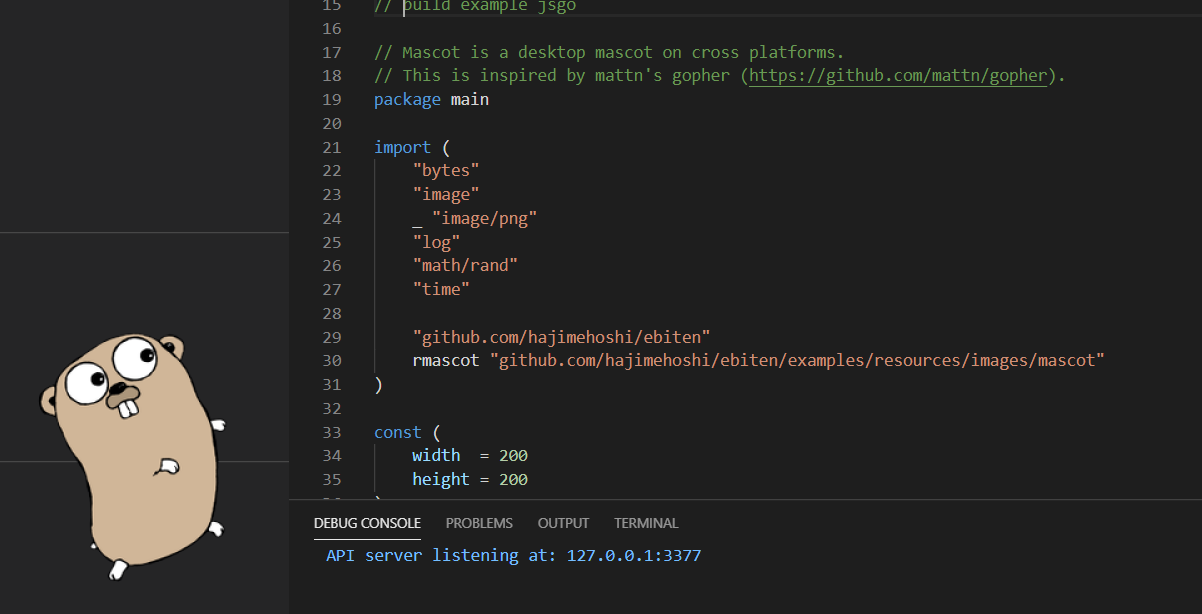 15 // build example jsgo
16
17 // Mascot is a desktop mascot on cross platforms.
18 // This is inspired by mattn's gopher (https://github.com/mattn/gopher).
19 package main
20
21 import (
22 "bytes"
23 "image"
24 _ "image/png"
25 "log"
26 "math/rand"
27 "time"
28
29 "github.com/hajimehoshi/ebiten"
30 rmascot "github.com/hajimehoshi/ebiten/examples/resources/images/mascot"
31 )
32
33 const (
34 width = 200
35 height = 200
DEBUG CONSOLE PROBLEMS OUTPUT TERMINAL
API server listening at: 127.0.0.1:3377